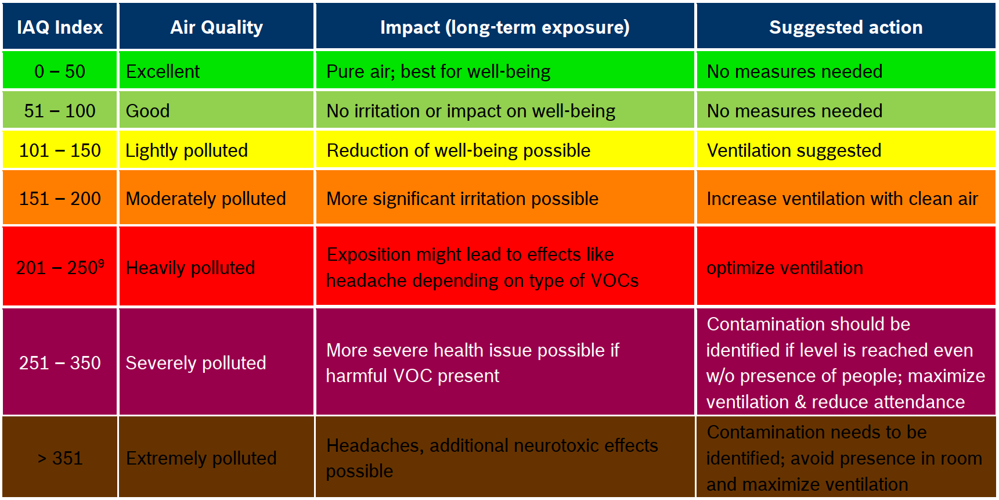 IAQ Index Air Quality Impact (long-term exposure) Suggested action
0 – 50 Excellent Pure air; best for well-being No measures needed
51 – 100 Good No irritation or impact on well-being No measures needed
101 – 150 Lightly polluted Reduction of well-being possible Ventilation suggested
151 – 200 Moderately polluted More significant irritation possible Increase ventilation with clean air
201 – 250⁹ Heavily polluted
Exposition might lead to effects like
headache depending on type of VOCs
optimize ventilation
251 – 350 Severely polluted
More severe health issue possible if
harmful VOC present
Contamination should be
identified if level is reached even
w/o presence of people; maximize
ventilation & reduce attendance
> 351 Extremely polluted
Headaches, additional neurotoxic effects
possible
Contamination needs to be
identified; avoid presence in room
and maximize ventilation